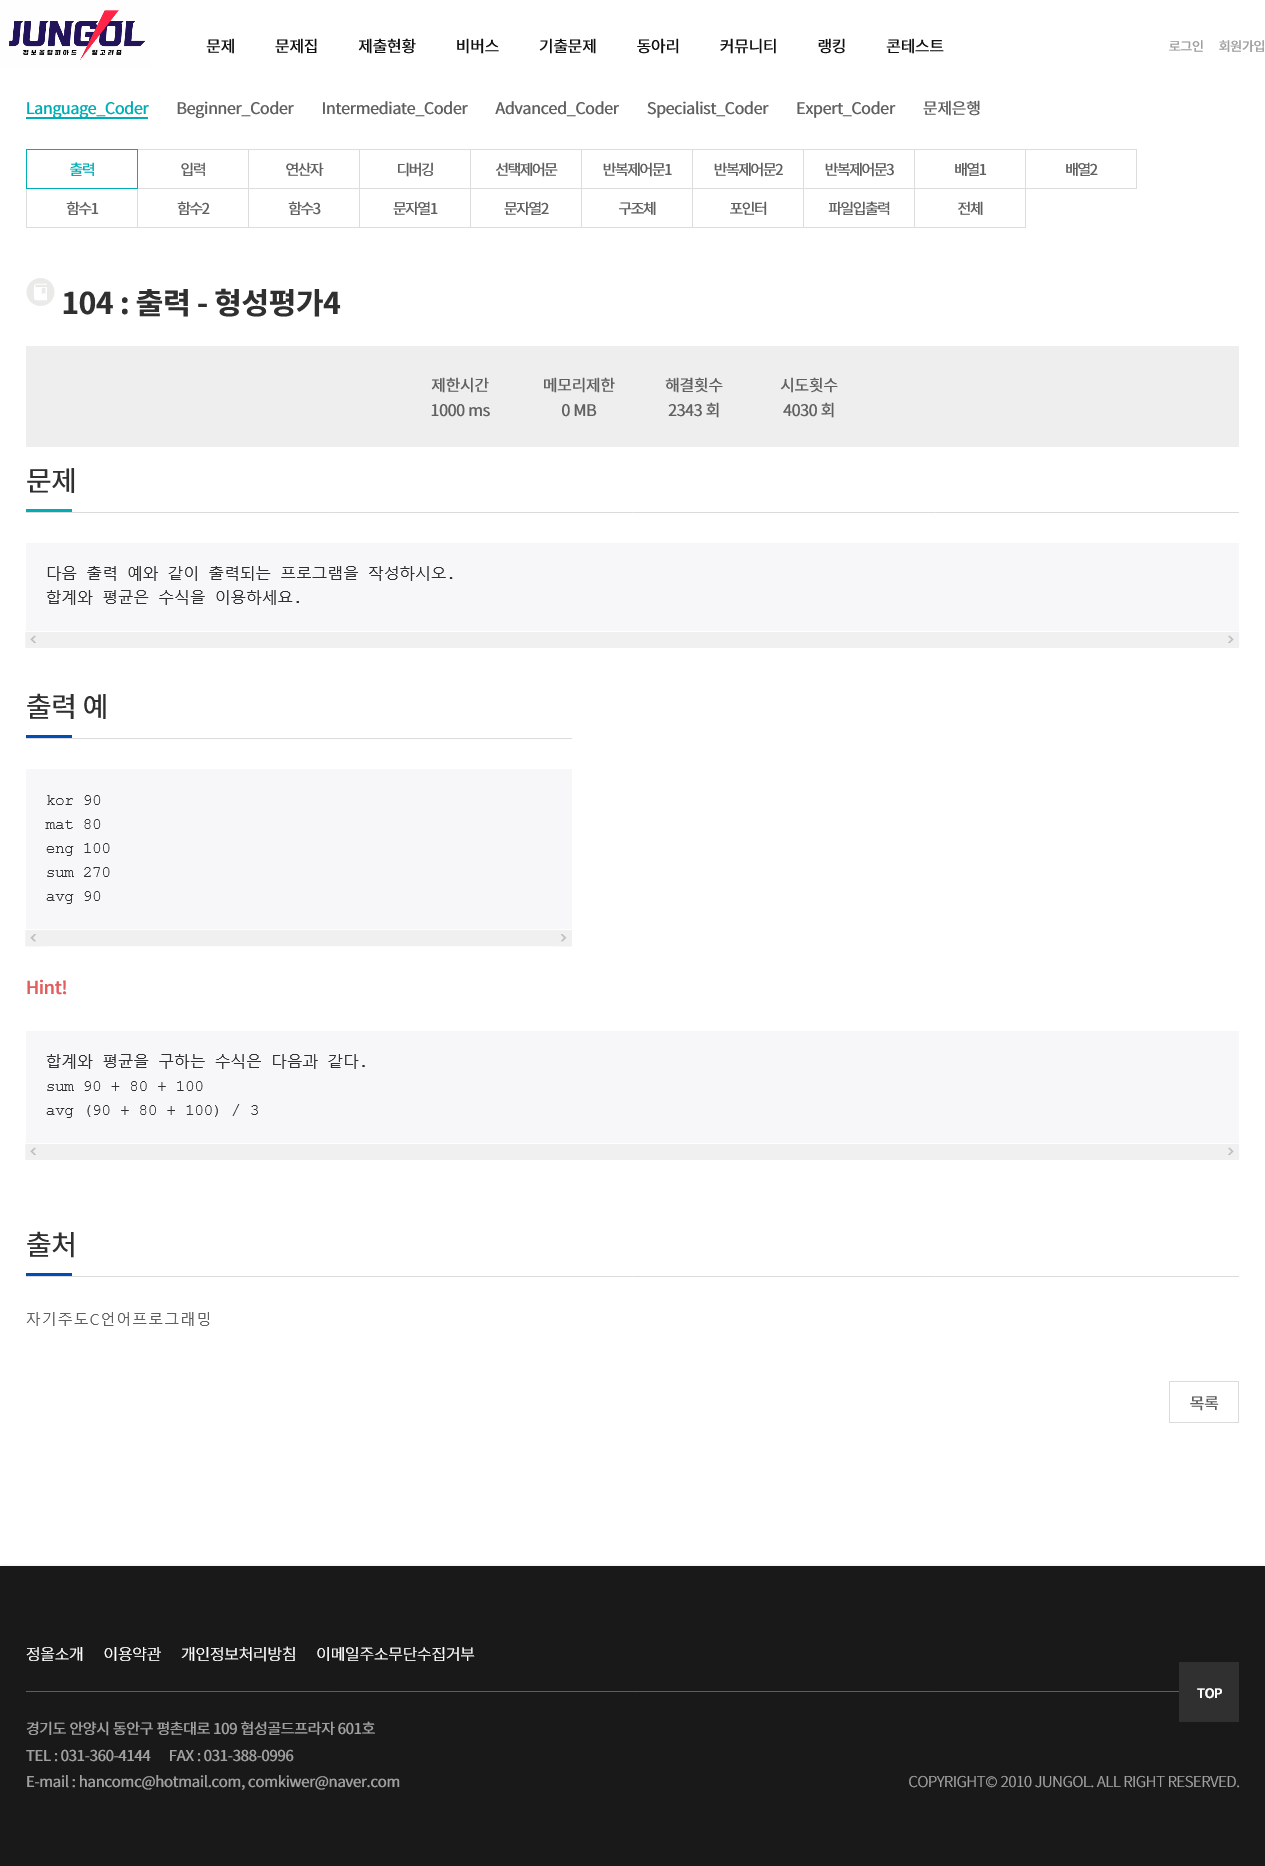 JUNGOL
정보올림피아드 알고리즘
문제 문제집 제출현황 비버스 기출문제 동아리 커뮤니티 랭킹 콘테스트 로그인 회원가입
Language_Coder Beginner_Coder Intermediate_Coder Advanced_Coder Specialist_Coder Expert_Coder 문제은행
출력 입력 연산자 디버깅 선택제어문 반복제어문1 반복제어문2 반복제어문3 배열1 배열2
함수1 함수2 함수3 문자열1 문자열2 구조체 포인터 파일입출력 전체
104 : 출력 - 형성평가4
제한시간 메모리제한 해결횟수 시도횟수
1000 ms 0 MB 2343 회 4030 회
문제
다음 출력 예와 같이 출력되는 프로그램을 작성하시오.
합계와 평균은 수식을 이용하세요.
출력 예
kor 90
mat 80
eng 100
sum 270
avg 90
Hint!
합계와 평균을 구하는 수식은 다음과 같다.
sum 90 + 80 + 100
avg (90 + 80 + 100) / 3
출처
자기주도C언어프로그래밍
목록
정올소개 이용약관 개인정보처리방침 이메일주소무단수집거부
TOP
경기도 안양시 동안구 평촌대로 109 협성골드프라자 601호
TEL : 031-360-4144 FAX : 031-388-0996
E-mail : hancomc@hotmail.com, comkiwer@naver.com COPYRIGHT© 2010 JUNGOL. ALL RIGHT RESERVED.